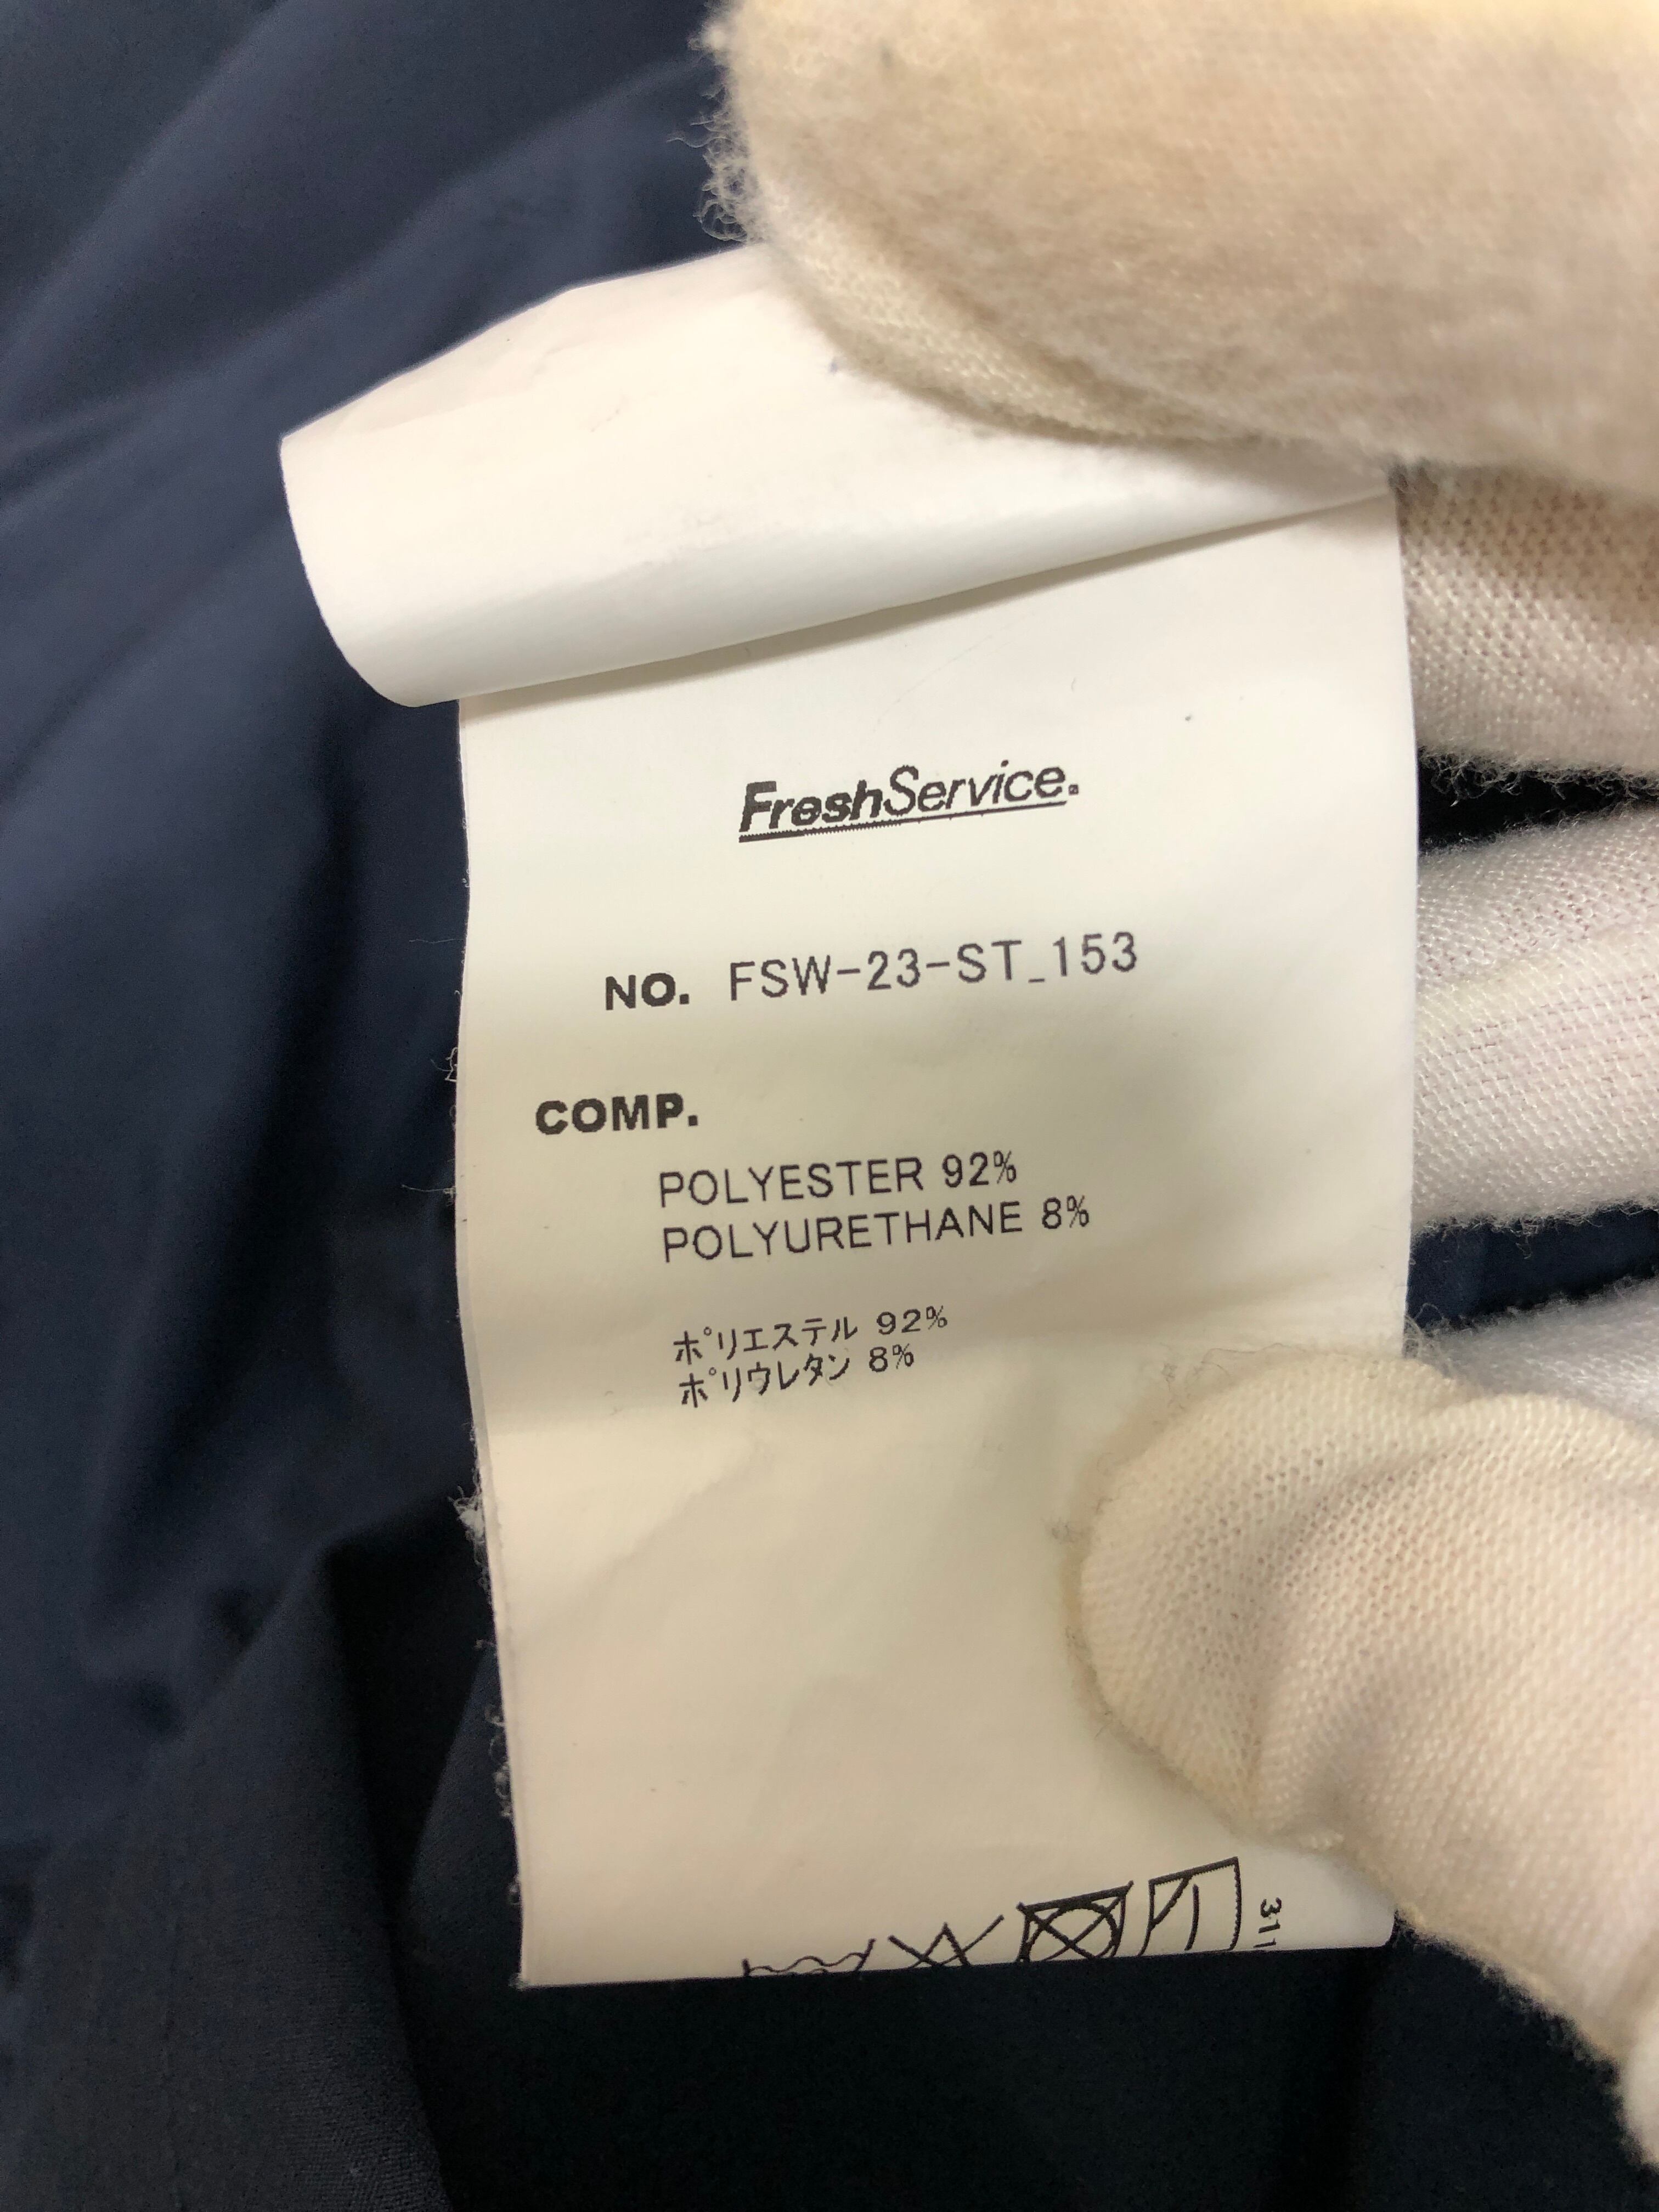 FreshService.
NO. FSW-23-ST_153
COMP.
POLYESTER 92%
POLYURETHANE 8%
ポリエステル 92%
ポリウレタン 8%